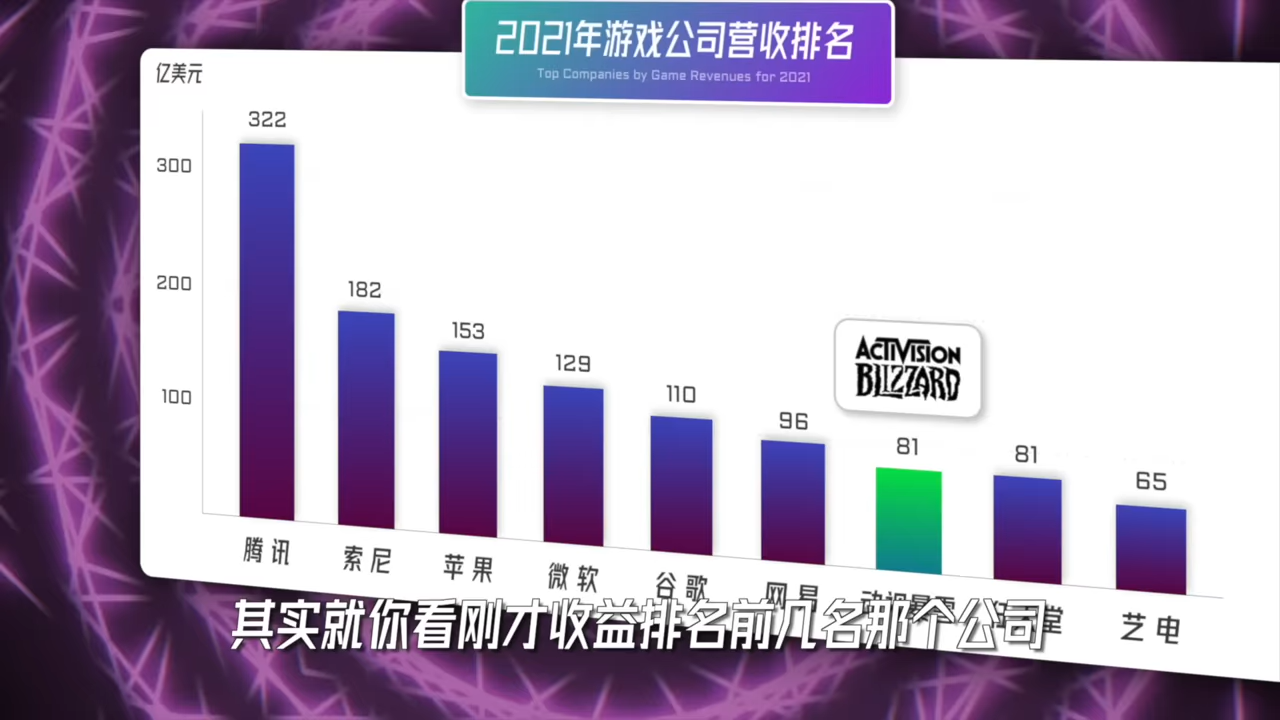 2021年游戏公司营收排名
Top Companies by Game Revenues for 2021
亿美元
300
200
100
322
182
153
129
110
96
81
81
65
ACTIVISION
BLIZZARD
腾讯
索尼
苹果
微软
谷歌
网易
艺电
其实就你看刚才收益排名前几名那个公司